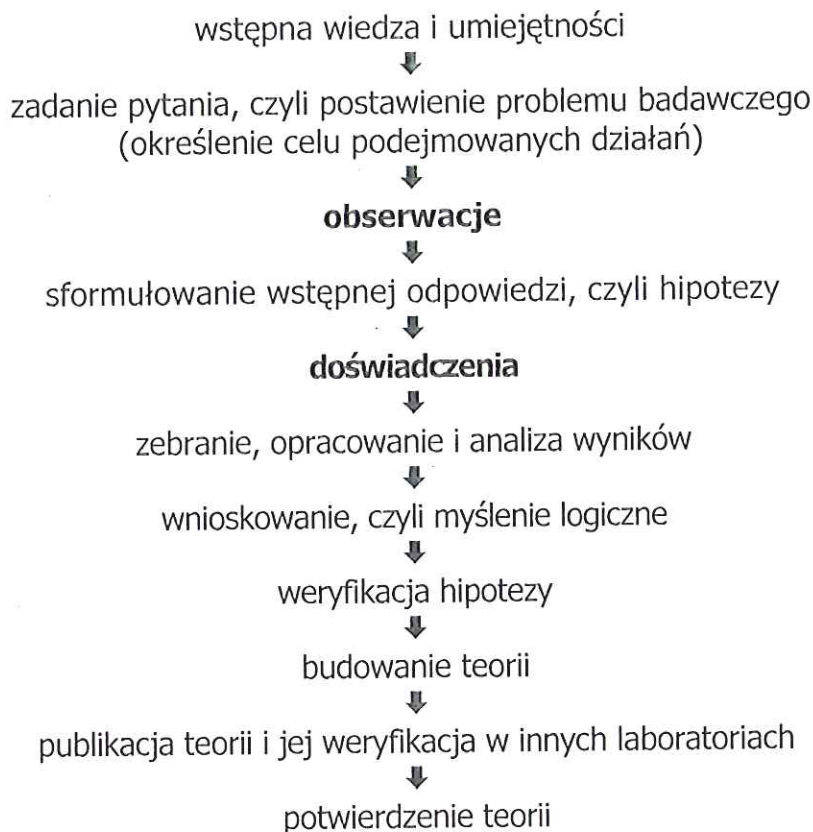 wstępna wiedza i umiejętności
zadanie pytania, czyli postawienie problemu badawczego
(określenie celu podejmowanych działań)
obserwacje
sformułowanie wstępnej odpowiedzi, czyli hipotezy
doświadczenia
zebranie, opracowanie i analiza wyników
wnioskowanie, czyli myślenie logiczne
weryfikacja hipotezy
budowanie teorii
publikacja teorii i jej weryfikacja w innych laboratoriach
potwierdzenie teorii